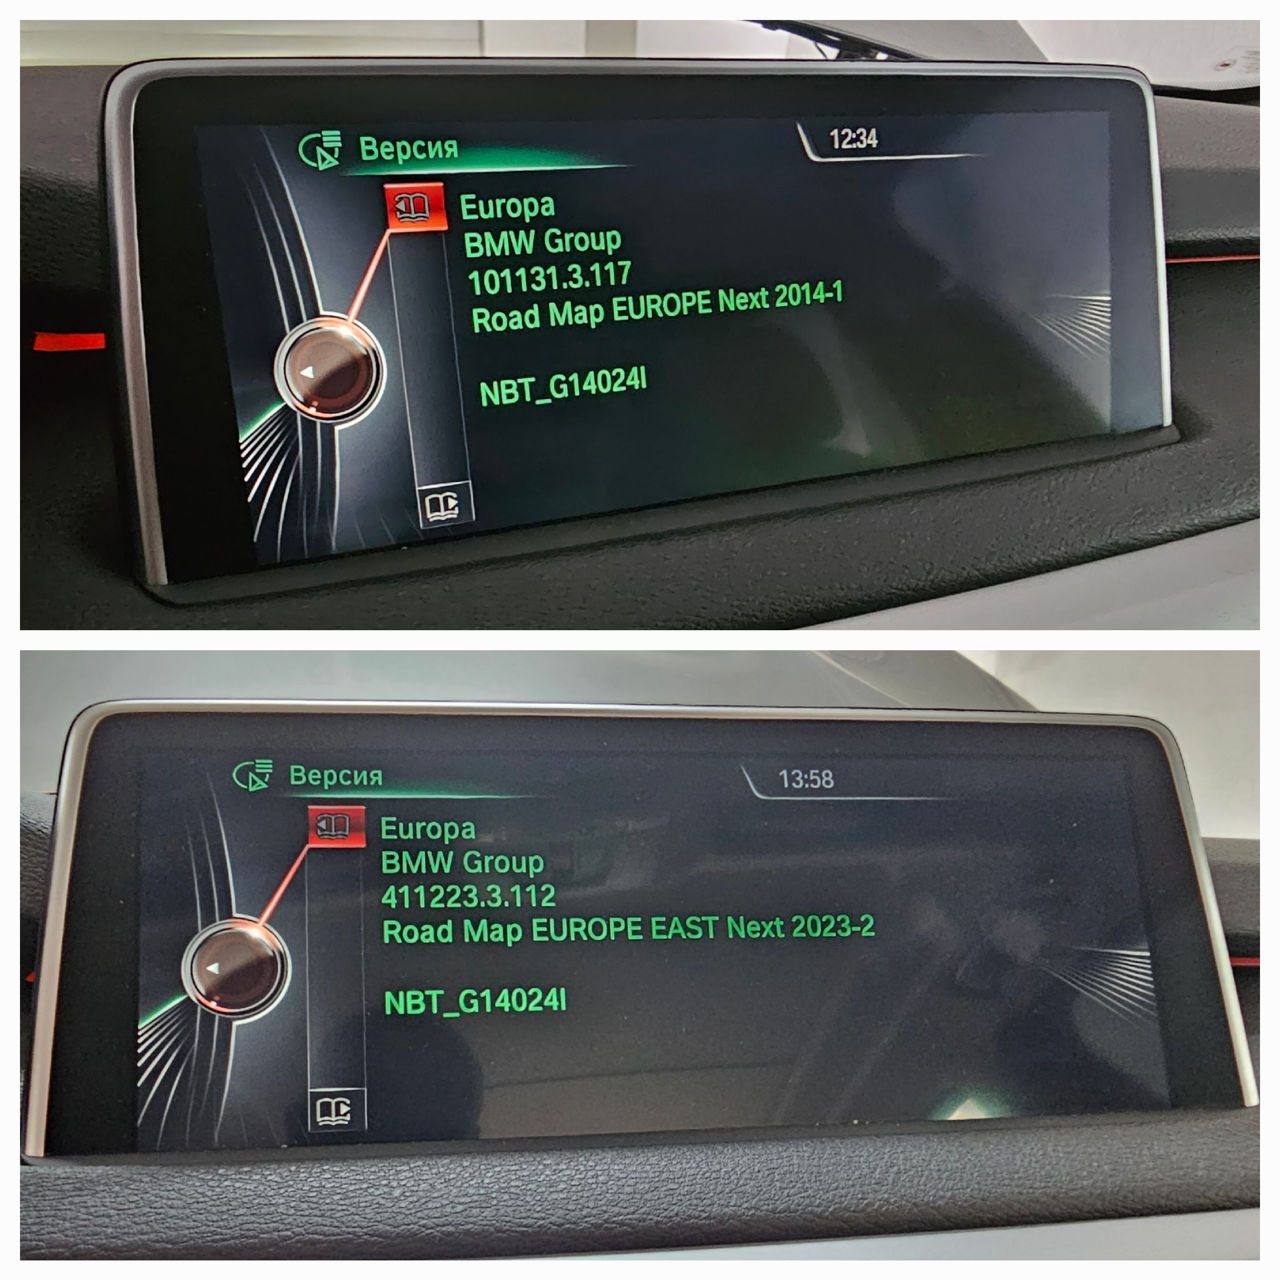 Версия
12:34
Europa
BMW Group
101131.3.117
Road Map EUROPE Next 2014-1
NBT_G14024I
Версия
13:58
Europa
BMW Group
411223.3.112
Road Map EUROPE EAST Next 2023-2
NBT_G14024I